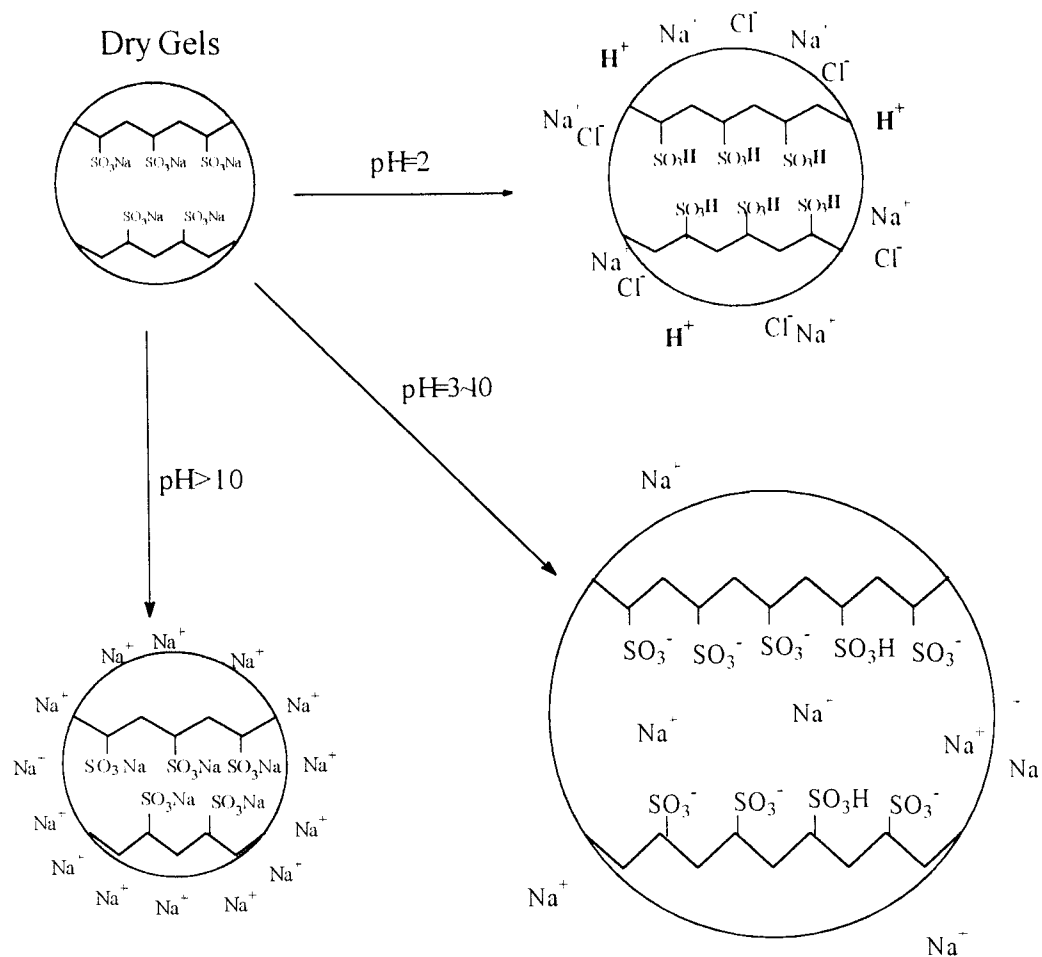 Dry Gels
SO₃Na SO₃Na SO₃Na
SO₃Na SO₃Na
pH=2
H⁺ Na⁺ Cl⁻ Na⁺
Cl⁻
Na⁺ Cl⁻ H⁺
SO₃H SO₃H SO₃H
SO₃H SO₃H SO₃H
Na⁺
Na⁺ Cl⁻
Cl⁻
H⁺ Cl⁻ Na⁺
pH=3~10
pH>10
Na⁺ Na⁺ Na⁺
Na⁺ Na⁺
SO₃Na SO₃Na SO₃Na
Na⁺ Na⁺
SO₃Na SO₃Na
Na⁺ Na⁺
Na⁺ Na⁺
Na⁺ Na⁺ Na⁺
Na⁺
SO₃⁻ SO₃⁻ SO₃⁻ SO₃H SO₃⁻
Na⁺ Na⁺
Na⁺ Na
SO₃⁻ SO₃⁻ SO₃H SO₃⁻
Na⁺
Na⁺